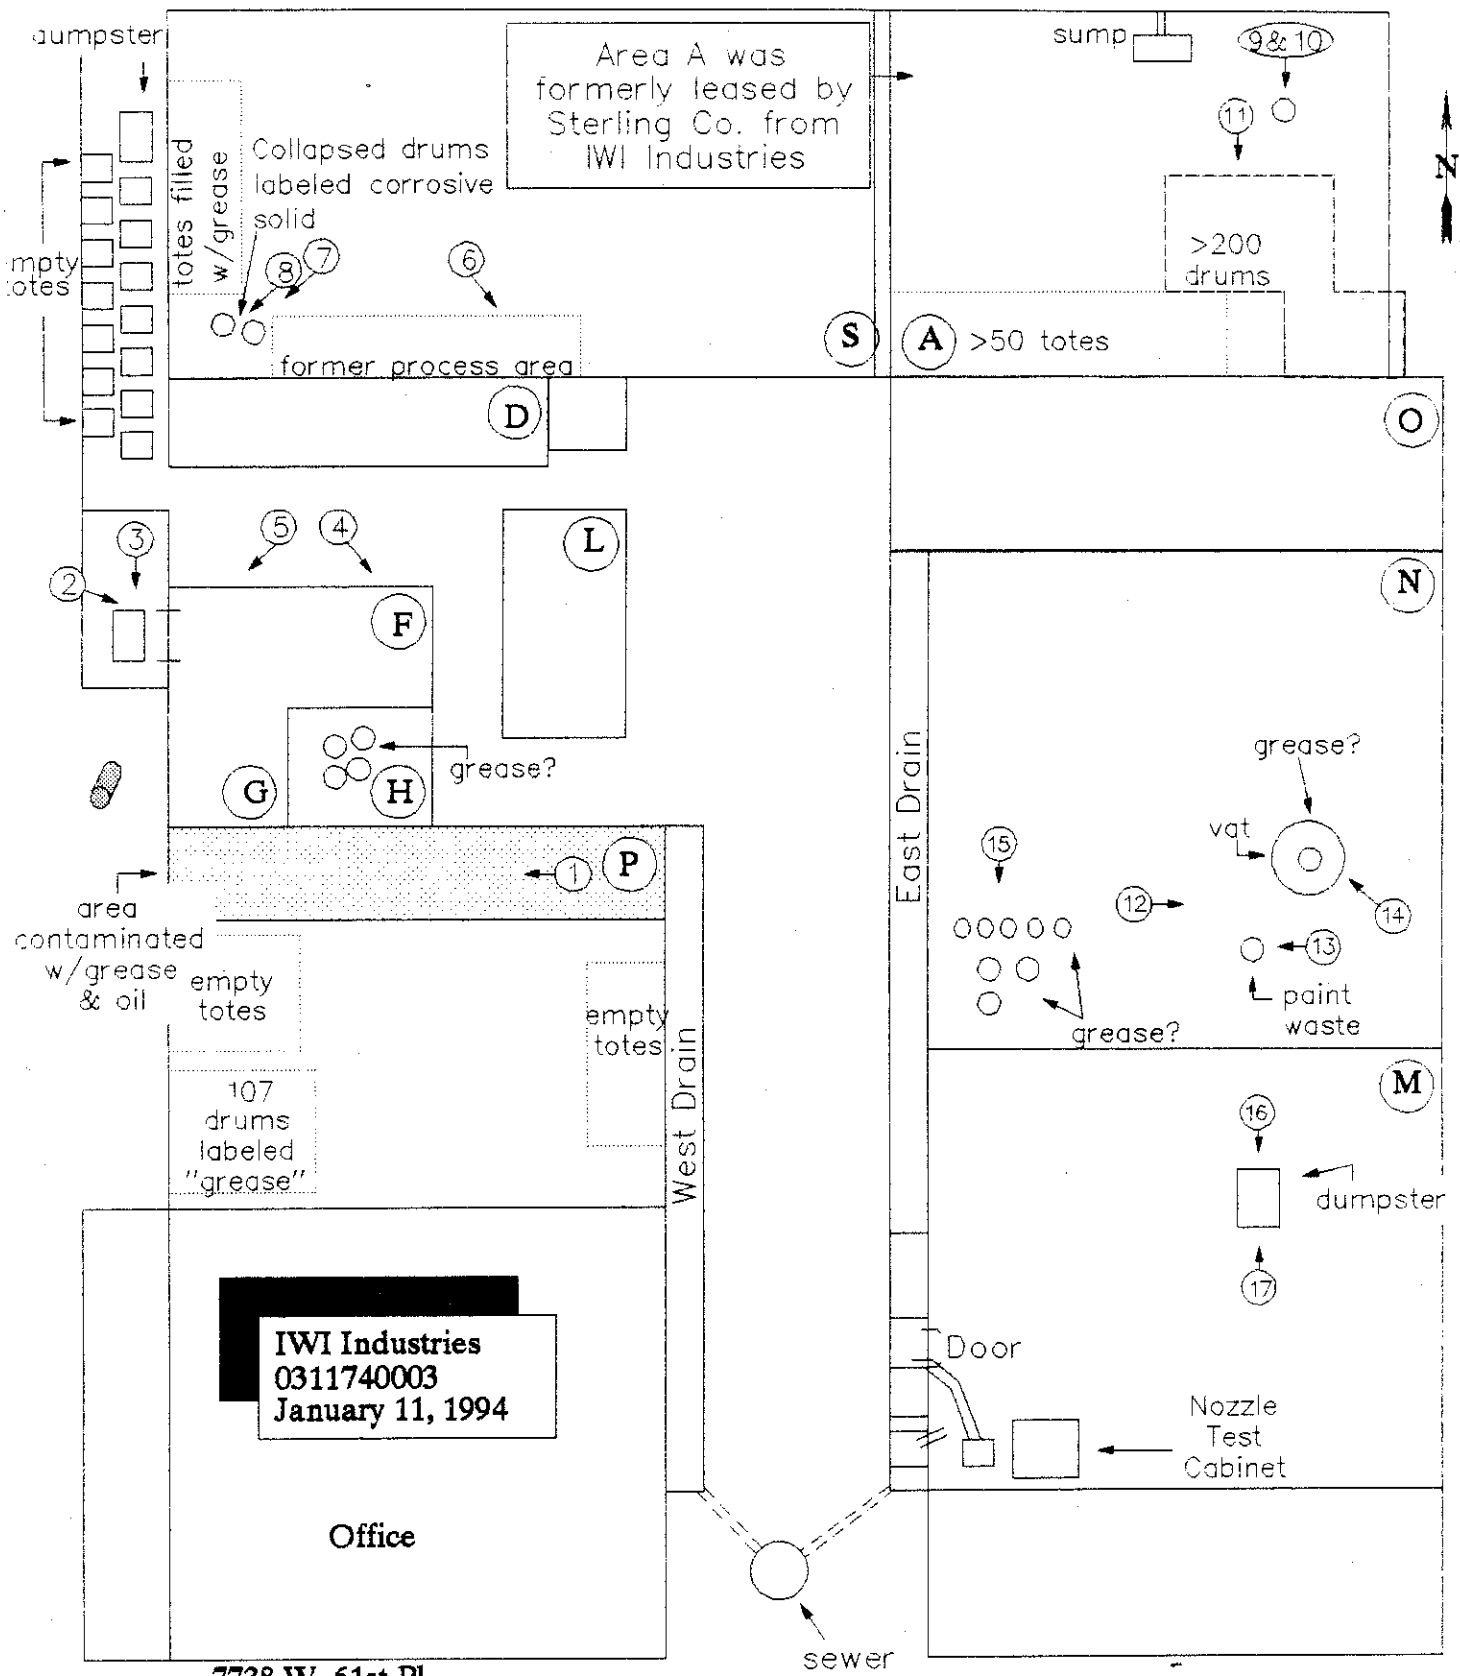 dumpster
Area A was
formerly leased by
Sterling Co. from
IWI Industries
sump
9&10
11
N
totes filled
w/grease
Collapsed drums
labeled corrosive
solid
8
7
6
>200
drums
empty
totes
former process area
S
A
>50 totes
D
O
3
5
4
L
2
F
N
grease?
G
H
grease?
East Drain
vat
P
1
15
12
14
13
area
contaminated
w/grease
& oil
empty
totes
empty
totes
paint
waste
grease?
West Drain
107
drums
labeled
"grease"
M
16
dumpster
17
IWI Industries
0311740003
January 11, 1994
Door
Nozzle
Test
Cabinet
Office
sewer
7738 W. 61st Pl.